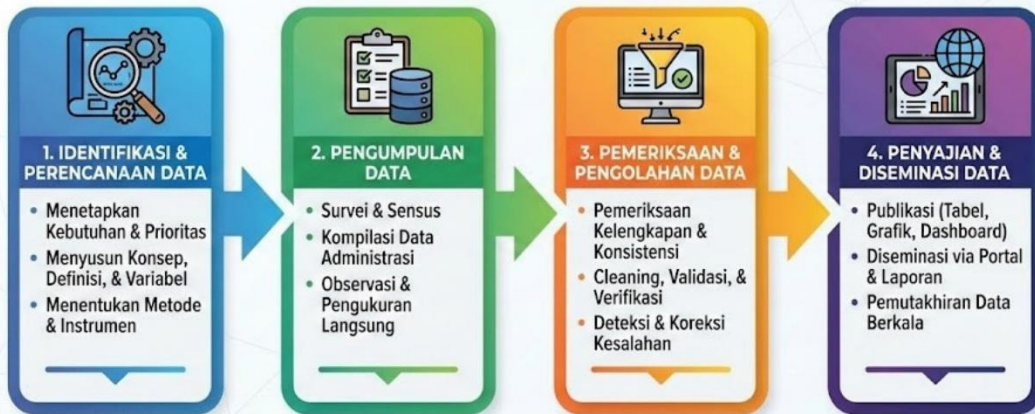 1. IDENTIFIKASI &
PERENCANAAN DATA
• Menetapkan
Kebutuhan & Prioritas
• Menyusun Konsep,
Definisi, & Variabel
• Menentukan Metode
& Instrumen
2. PENGUMPULAN
DATA
• Survei & Sensus
• Kompilasi Data
Administrasi
• Observasi &
Pengukuran
Langsung
3. PEMERIKSAAN &
PENGOLAHAN DATA
• Pemeriksaan
Kelengkapan &
Konsistensi
• Cleaning, Validasi, &
Verifikasi
• Deteksi & Koreksi
Kesalahan
4. PENYAJIAN &
DISEMINASI DATA
• Publikasi (Tabel,
Grafik, Dashboard)
• Diseminasi via Portal
& Laporan
• Pemutakhiran Data
Berkala